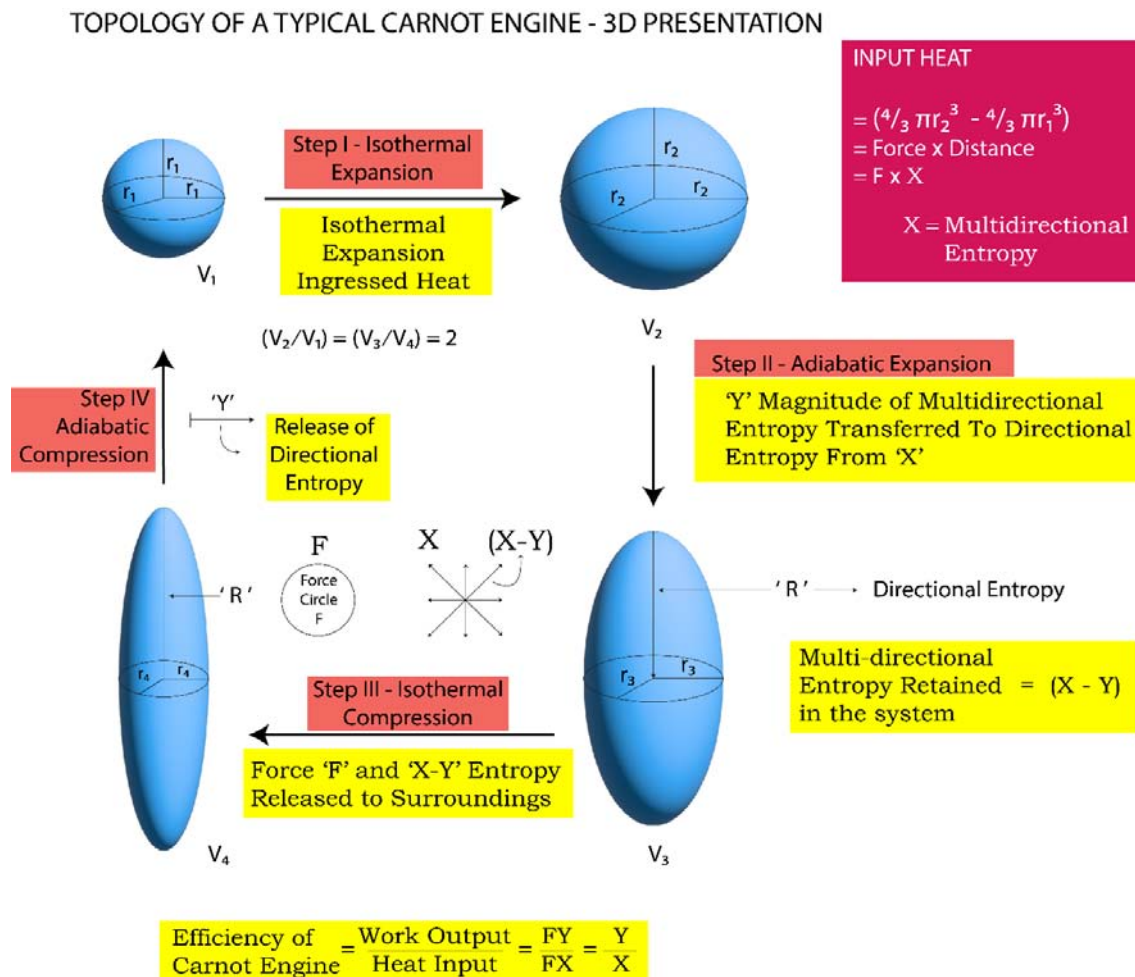 TOPOLOGY OF A TYPICAL CARNOT ENGINE - 3D PRESENTATION
INPUT HEAT
= (4/3 πr₂³ - 4/3 πr₁³)
= Force x Distance
= F x X
X = Multidirectional
Entropy
r₁
r₁
r₁
V₁
Step I - Isothermal
Expansion
Isothermal
Expansion
Ingressed Heat
r₂
r₂
r₂
V₂
(V₂/V₁) = (V₃/V₄) = 2
Step II - Adiabatic Expansion
'Y' Magnitude of Multidirectional
Entropy Transferred To Directional
Entropy From 'X'
Step IV
Adiabatic
Compression
'Y'
Release of
Directional
Entropy
F
Force
Circle
F
X
(X-Y)
'R'
r₄
r₄
V₄
'R'
Directional Entropy
r₃
r₃
V₃
Multi-directional
Entropy Retained = (X - Y)
in the system
Step III - Isothermal
Compression
Force 'F' and 'X-Y' Entropy
Released to Surroundings
Efficiency of
Carnot Engine
= Work Output / Heat Input = FY / FX = Y / X